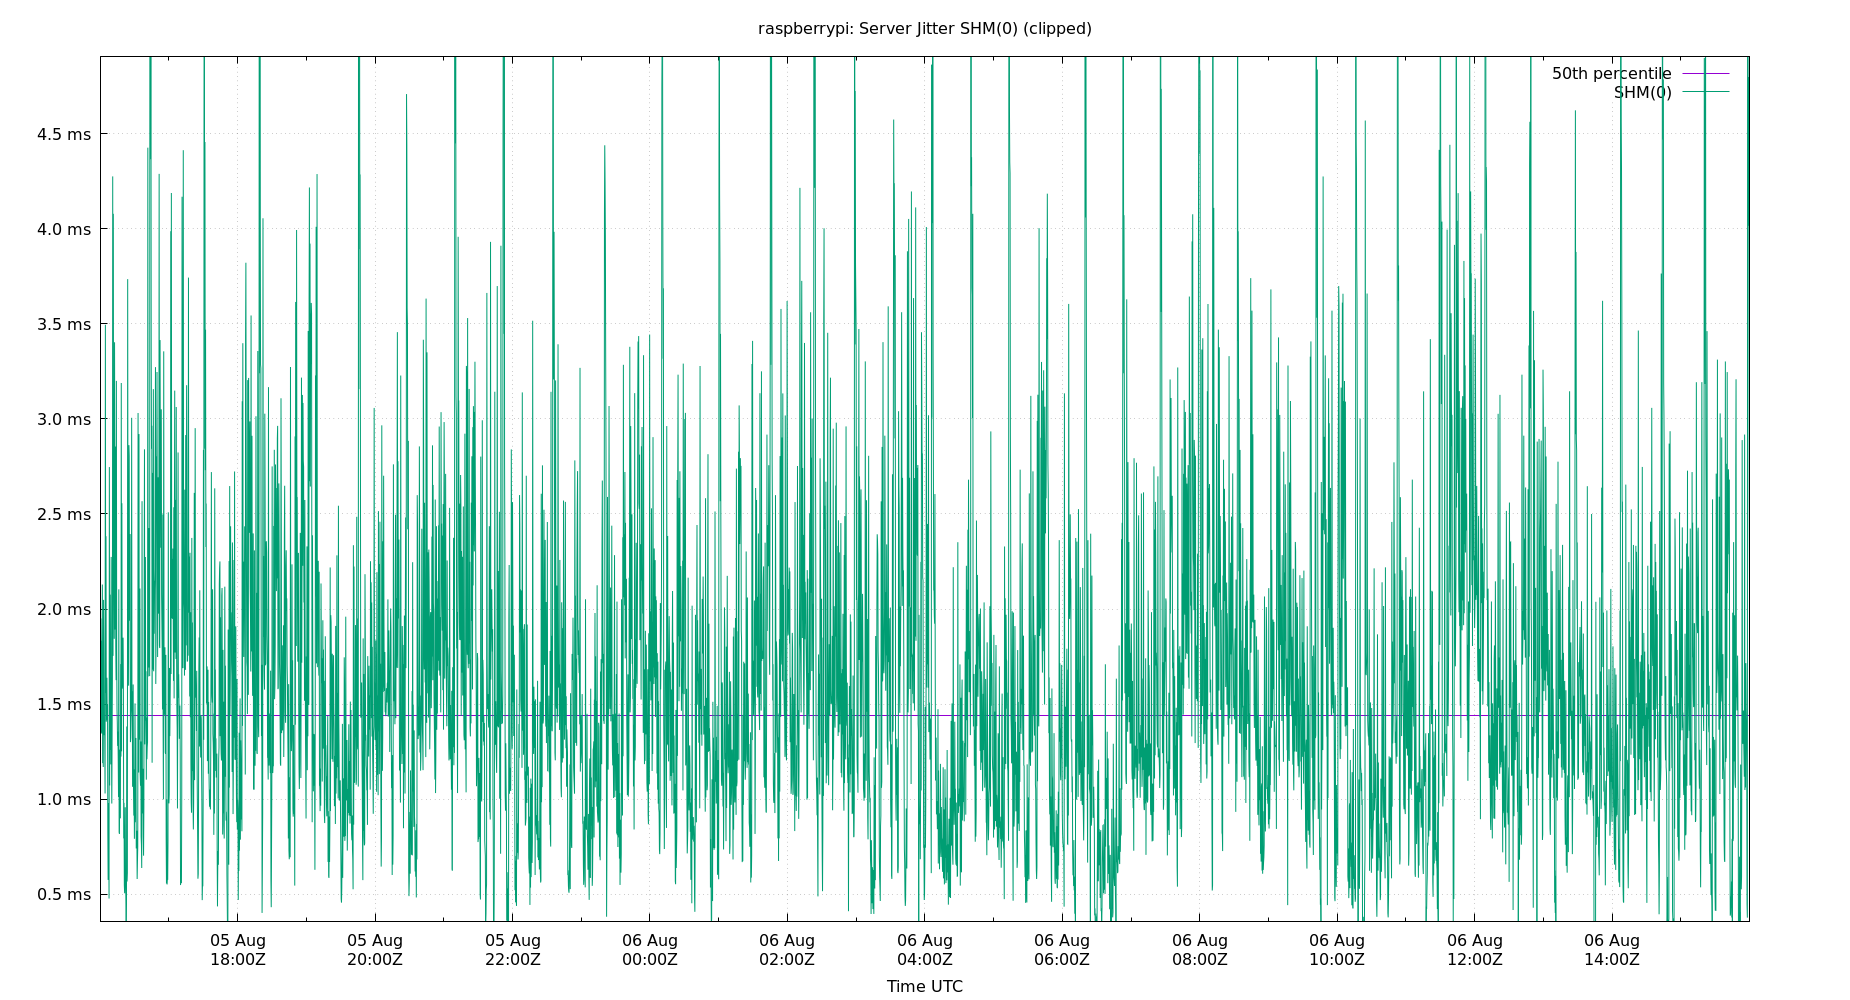 raspberrypi: Server Jitter SHM(0) (clipped)
50th percentile
SHM(0)
4.5 ms
4.0 ms
3.5 ms
3.0 ms
2.5 ms
2.0 ms
1.5 ms
1.0 ms
0.5 ms
05 Aug 05 Aug 05 Aug 06 Aug 06 Aug 06 Aug 06 Aug 06 Aug 06 Aug 06 Aug 06 Aug
18:00Z 20:00Z 22:00Z 00:00Z 02:00Z 04:00Z 06:00Z 08:00Z 10:00Z 12:00Z 14:00Z
Time UTC